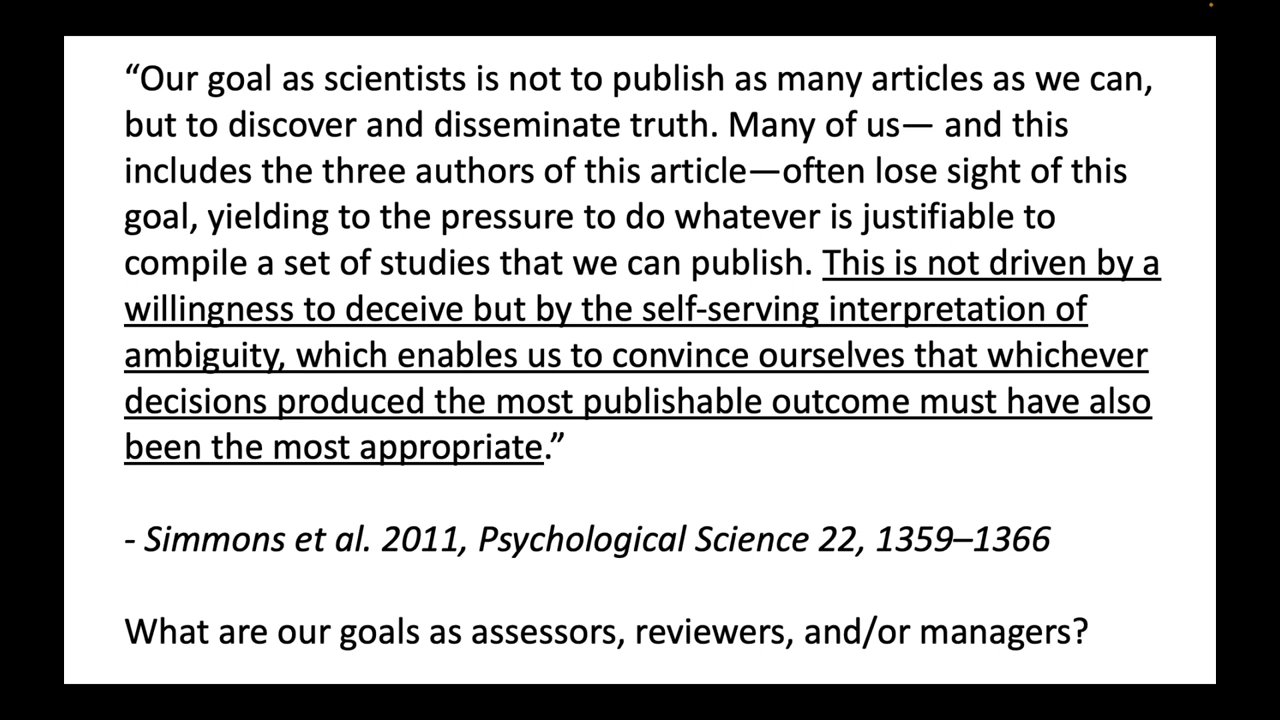 “Our goal as scientists is not to publish as many articles as we can,
but to discover and disseminate truth. Many of us— and this
includes the three authors of this article—often lose sight of this
goal, yielding to the pressure to do whatever is justifiable to
compile a set of studies that we can publish. This is not driven by a
willingness to deceive but by the self-serving interpretation of
ambiguity, which enables us to convince ourselves that whichever
decisions produced the most publishable outcome must have also
been the most appropriate.”
- Simmons et al. 2011, Psychological Science 22, 1359–1366
What are our goals as assessors, reviewers, and/or managers?